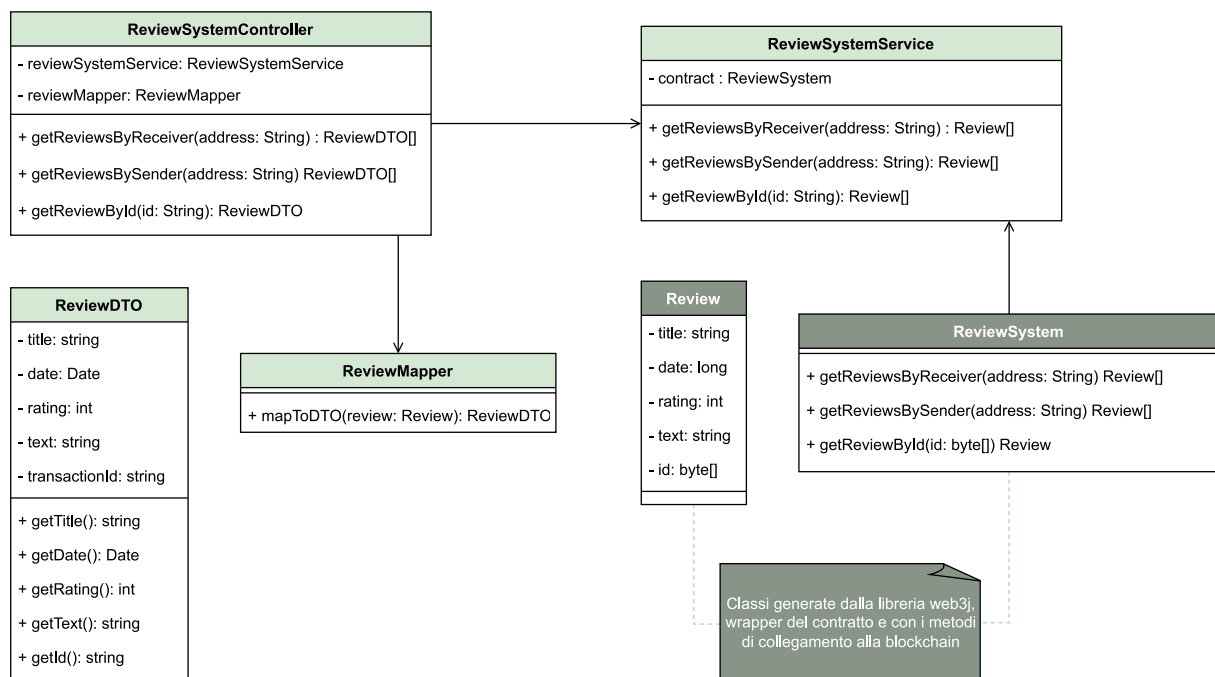 ReviewSystemController
- reviewSystemService: ReviewSystemService
- reviewMapper: ReviewMapper
+ getReviewsByReceiver(address: String) : ReviewDTO[]
+ getReviewsBySender(address: String) ReviewDTO[]
+ getReviewById(id: String): ReviewDTO
ReviewSystemService
- contract : ReviewSystem
+ getReviewsByReceiver(address: String) : Review[]
+ getReviewsBySender(address: String): Review[]
+ getReviewById(id: String): Review[]
ReviewDTO
- title: string
- date: Date
- rating: int
- text: string
- transactionId: string
+ getTitle(): string
+ getDate(): Date
+ getRating(): int
+ getText(): string
+ getId(): string
ReviewMapper
+ mapToDTO(review: Review): ReviewDTO
Review
- title: string
- date: long
- rating: int
- text: string
- id: byte[]
ReviewSystem
+ getReviewsByReceiver(address: String) Review[]
+ getReviewsBySender(address: String) Review[]
+ getReviewById(id: byte[]) Review
Classi generate dalla libreria web3j,
wrapper del contratto e con i metodi
di collegamento alla blockchain